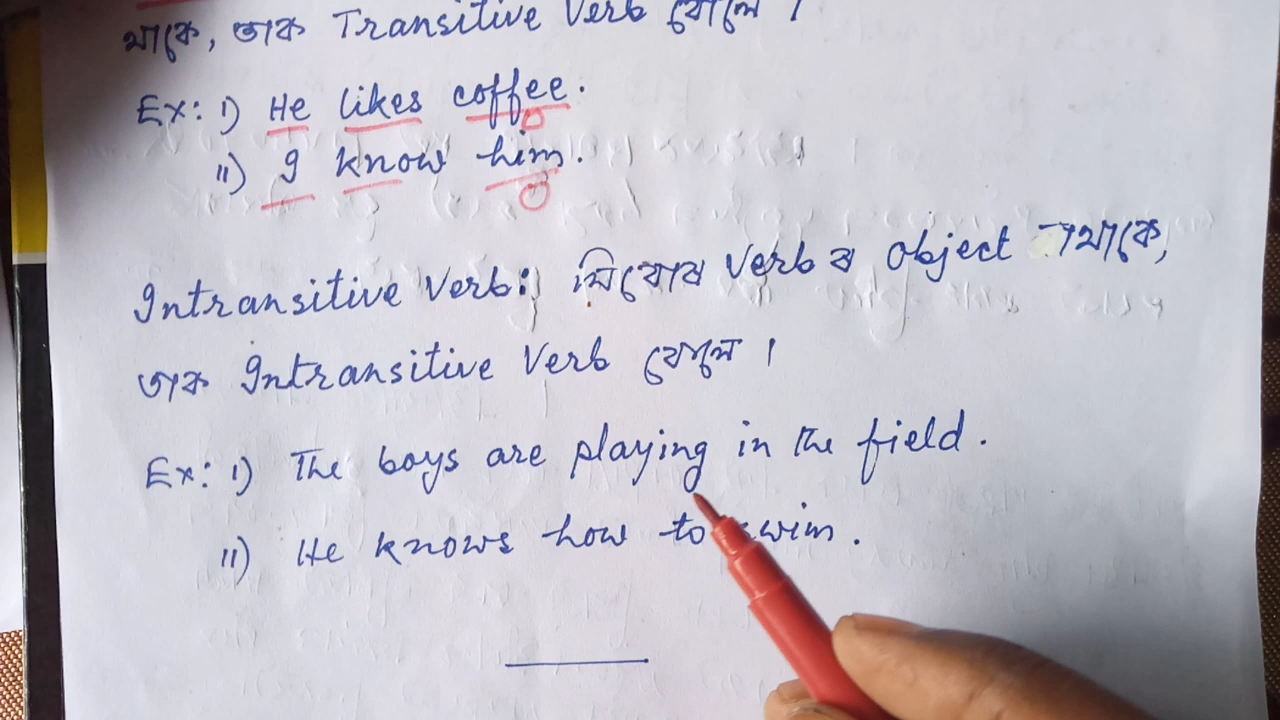 থাকে, তাক Transitive Verb বোলে ।
Ex: i) He likes coffee.
O
ii) I know him.
O
Intransitive Verb: যিবোৰ Verb ৰ Object নাথাকে,
তাক Intransitive Verb বোলে ।
Ex: i) The boys are playing in the field.
ii) He knows how to swim.